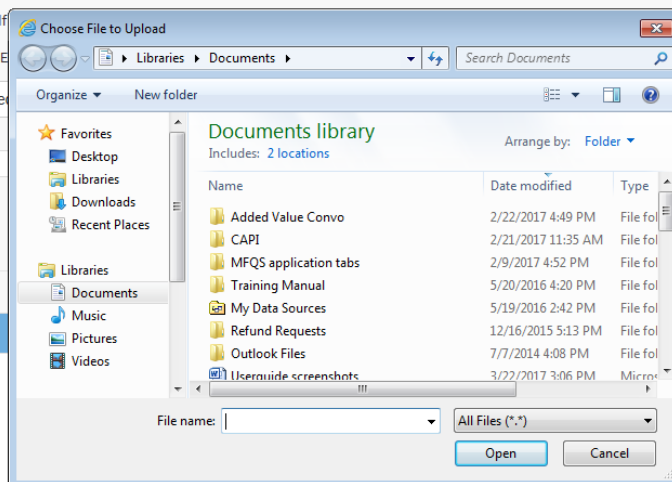 Choose File to Upload
Libraries Documents
Search Documents
Organize New folder
Favorites
Desktop
Libraries
Downloads
Recent Places
Libraries
Documents
Music
Pictures
Videos
Documents library
Includes: 2 locations
Arrange by: Folder
Name Date modified Type
Added Value Convo 2/22/2017 4:49 PM File fol
CAPI 2/21/2017 11:35 AM File fol
MFQS application tabs 2/9/2017 4:52 PM File fol
Training Manual 5/20/2016 4:20 PM File fol
My Data Sources 5/19/2016 2:42 PM File fol
Refund Requests 12/16/2015 5:13 PM File fol
Outlook Files 7/7/2014 4:08 PM File fol
Userguide screenshots 3/22/2017 3:06 PM Micros
File name: All Files (*.*)
Open Cancel